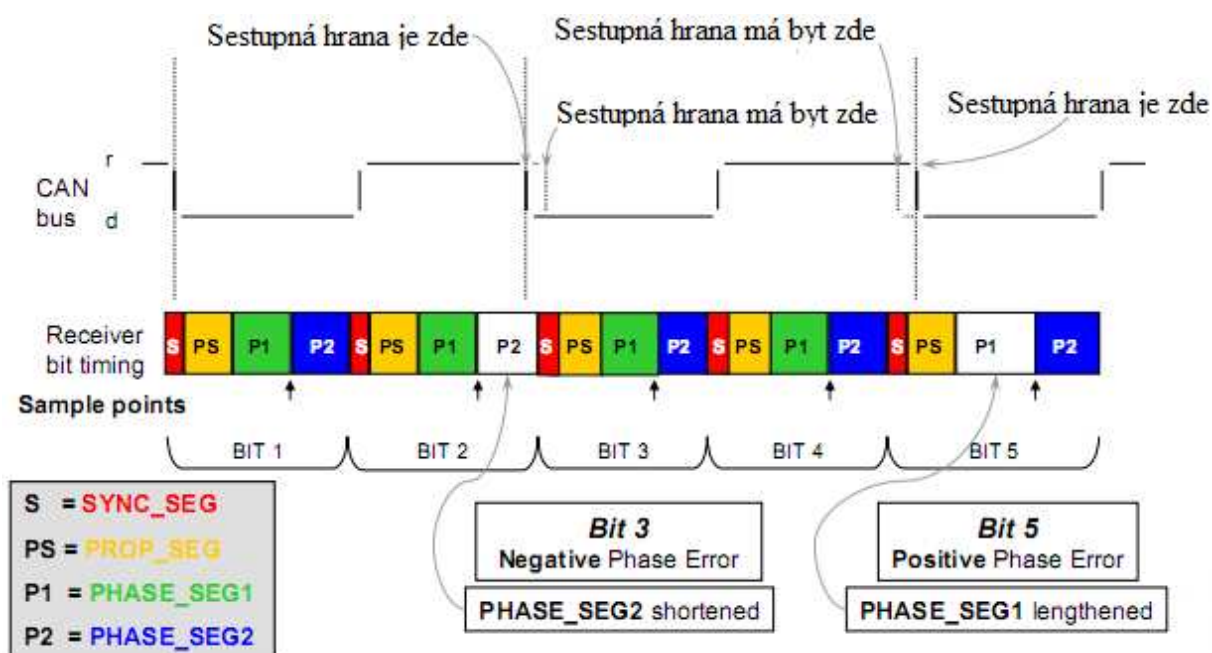 Sestupná hrana je zde
Sestupná hrana má byt zde
Sestupná hrana má byt zde
Sestupná hrana je zde
r
CAN
bus
d
Receiver
bit timing
S PS P1 P2 S PS P1 P2 S PS P1 P2 S PS P1 P2 S PS P1 P2
Sample points
BIT 1 BIT 2 BIT 3 BIT 4 BIT 5
S = SYNC_SEG
PS = PROP_SEG
P1 = PHASE_SEG1
P2 = PHASE_SEG2
Bit 3
Negative Phase Error
PHASE_SEG2 shortened
Bit 5
Positive Phase Error
PHASE_SEG1 lengthened